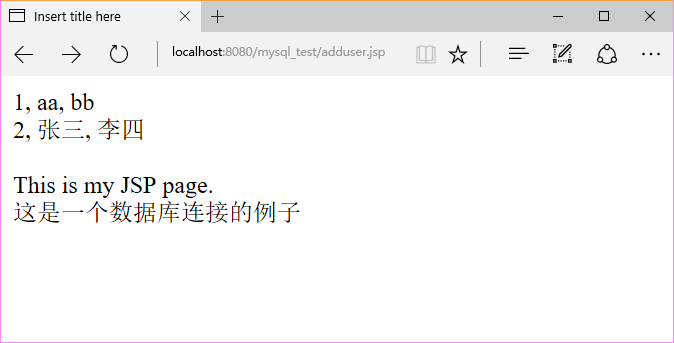 Insert title here
localhost:8080/mysql_test/adduser.jsp
1, aa, bb
2, 张三, 李四
This is my JSP page.
这是一个数据库连接的例子